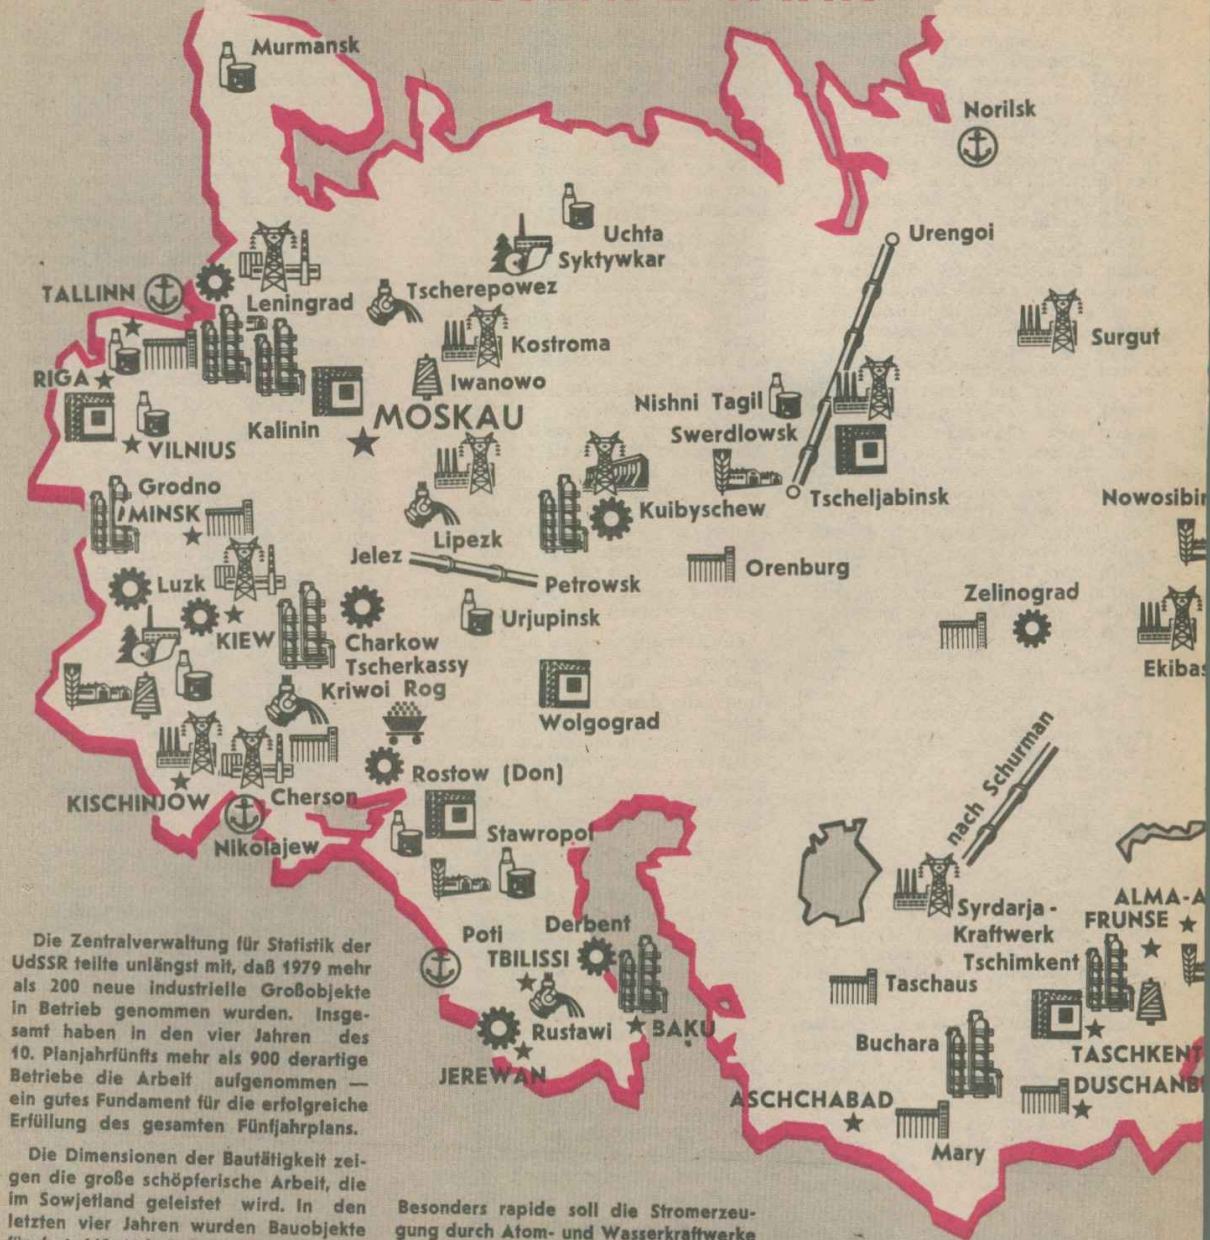 Murmansk
Norilsk
Uchta
Syktywkar
Urengoi
TALLINN
Leningrad
Tscherepowez
Kostroma
Surgut
RIGA
Iwanowo
Nishni Tagil
Kalinin
MOSKAU
Swerdlowsk
VILNIUS
Grodno
Tscheljabinsk
MINSK
Kuibyschew
Nowosibir
Lipezk
Jelez
Petrowsk
Orenburg
Luzk
Zelinograd
Urjupinsk
KIEW
Charkow
Tscherkassy
Ekibas
Kriwoi Rog
Wolgograd
nach Schurman
Rostow (Don)
KISCHINJOW
Cherson
Nikolajew
Stawropol
ALMA-A
Syrdarja-
Kraftwerk
FRUNSE
Poti
Derbent
TBILISSI
Tschimkent
Taschaus
Rustawi
BAKU
Buchara
TASCHKENT
JEREWAN
DUSCHANB
ASCHCHABAD
Mary
Die Zentralverwaltung für Statistik der
UdSSR teilte unlängst mit, daß 1979 mehr
als 200 neue industrielle Großobjekte
in Betrieb genommen wurden. Insge-
samt haben in den vier Jahren des
10. Planjahrfünfts mehr als 900 derartige
Betriebe die Arbeit aufgenommen —
ein gutes Fundament für die erfolgreiche
Erfüllung des gesamten Fünfjahrplans.
Die Dimensionen der Bautätigkeit zei-
gen die große schöpferische Arbeit, die
im Sowjetland geleistet wird. In den
letzten vier Jahren wurden Bauobjekte
Besonders rapide soll die Stromerzeu-
gung durch Atom- und Wasserkraftwerke